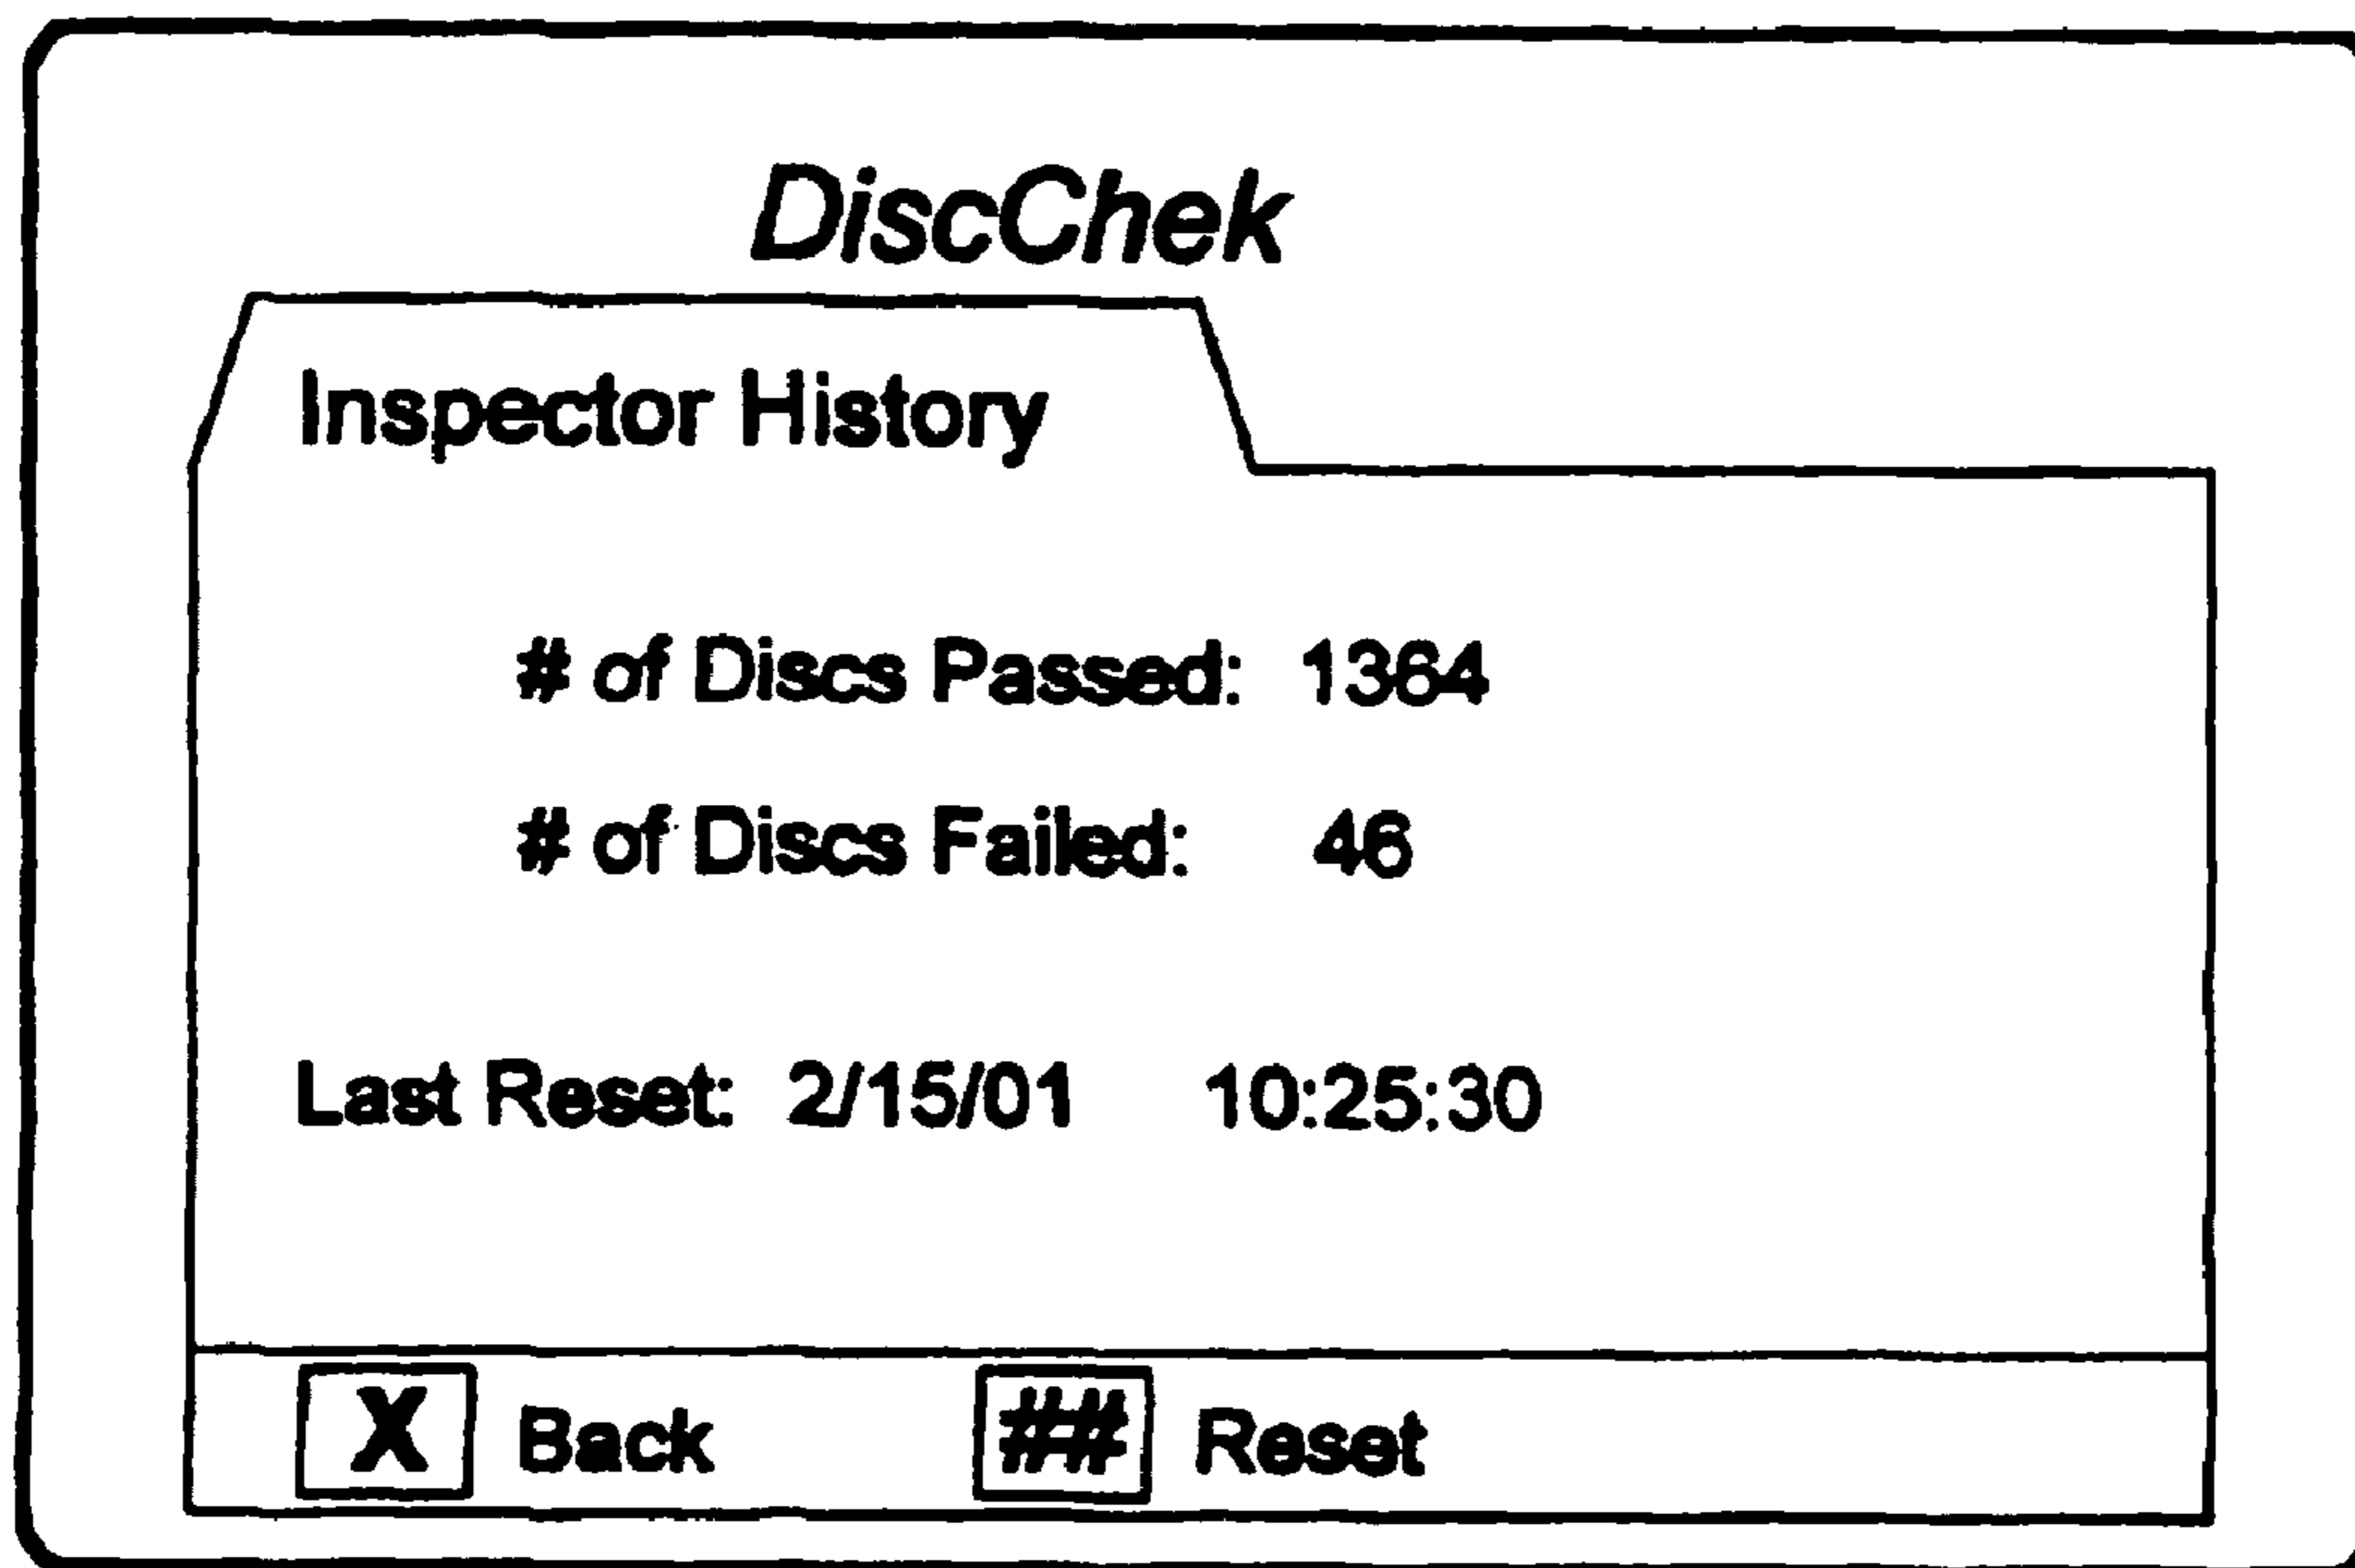 DiscChek
Inspector History
# of Discs Passed: 1364
# of Discs Failed: 46
Last Reset: 2/15/01 10:25:30
X Back ## Reset